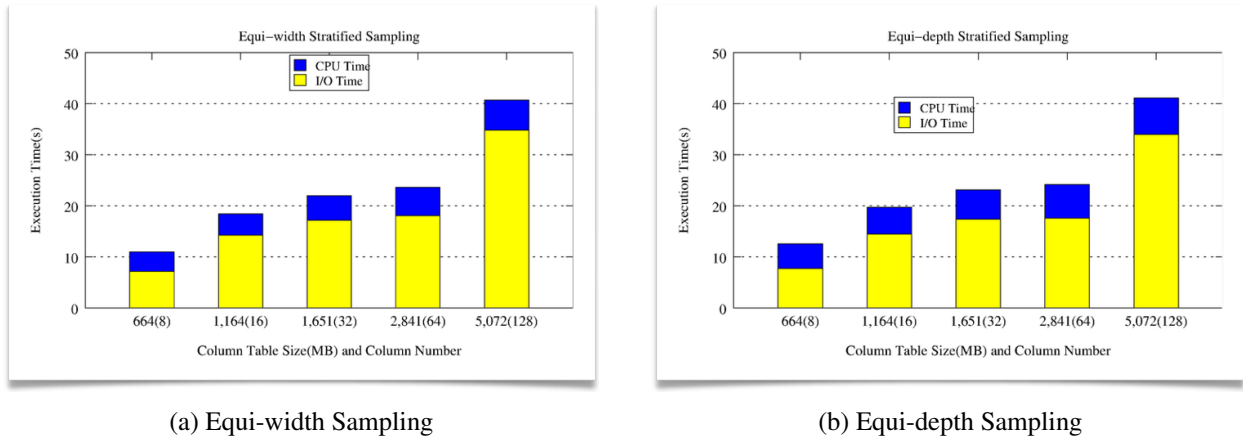 Equi−width Stratified Sampling
50
40
30
20
10
0
Execution Time(s)
CPU Time
I/O Time
664(8) 1,164(16) 1,651(32) 2,841(64) 5,072(128)
Column Table Size(MB) and Column Number
(a) Equi-width Sampling
Equi−depth Stratified Sampling
50
40
30
20
10
0
Execution Time(s)
CPU Time
I/O Time
664(8) 1,164(16) 1,651(32) 2,841(64) 5,072(128)
Column Table Size(MB) and Column Number
(b) Equi-depth Sampling